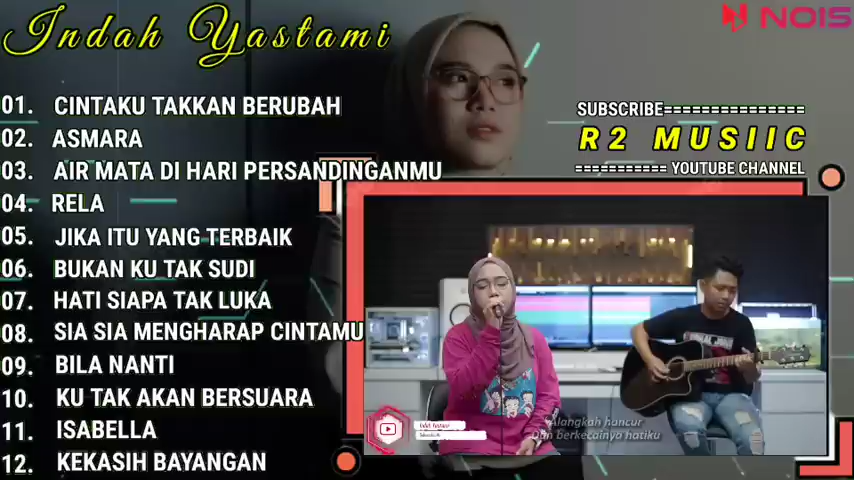 Indah Yastami
NOIS
01. CINTAKU TAKKAN BERUBAH
02. ASMARA
03. AIR MATA DI HARI PERSANDINGANMU
04. RELA
05. JIKA ITU YANG TERBAIK
06. BUKAN KU TAK SUDI
07. HATI SIAPA TAK LUKA
08. SIA SIA MENGHARAP CINTAMU
09. BILA NANTI
10. KU TAK AKAN BERSUARA
11. ISABELLA
12. KEKASIH BAYANGAN
SUBSCRIBE===============
R2 MUSIIC
=========== YOUTUBE CHANNEL
Alangkah hancur
Dan berkecainya hatiku